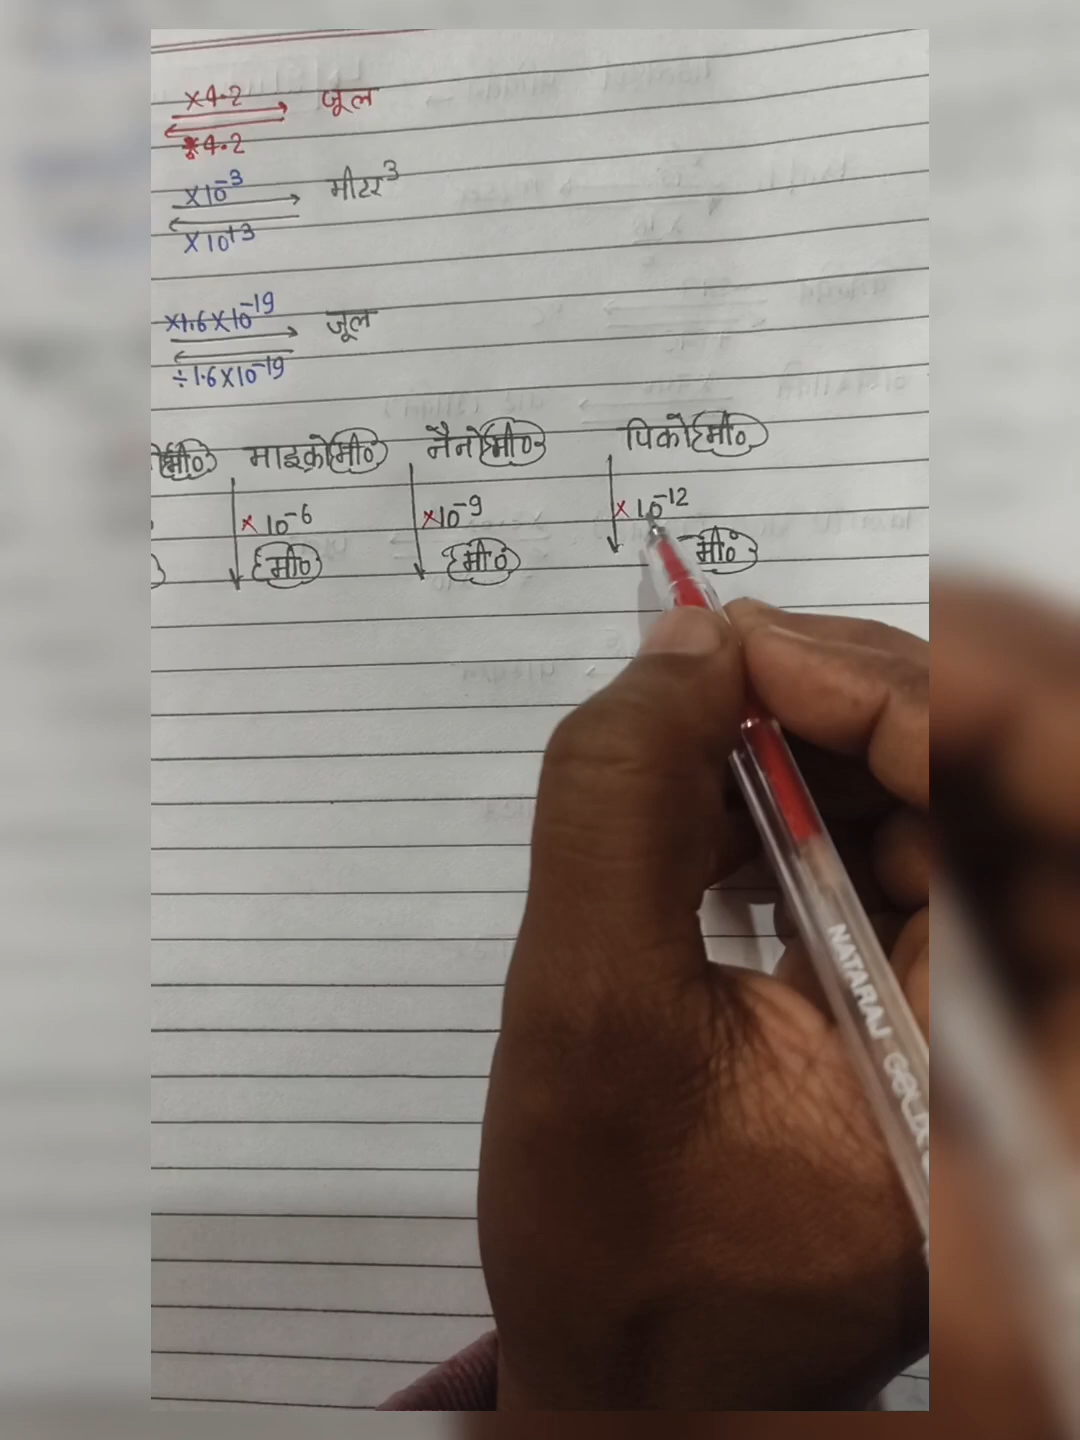 ×4.2
जूल
÷4.2
×10⁻³
मीटर³
×10⁺³
×1.6×10⁻¹⁹
जूल
÷1.6×10⁻¹⁹
मी० माइक्रोमी० नैनोमी० पिकोमी०
×10⁻⁶ ×10⁻⁹ ×10⁻¹²
मी० मी० मी०
NATARAJ